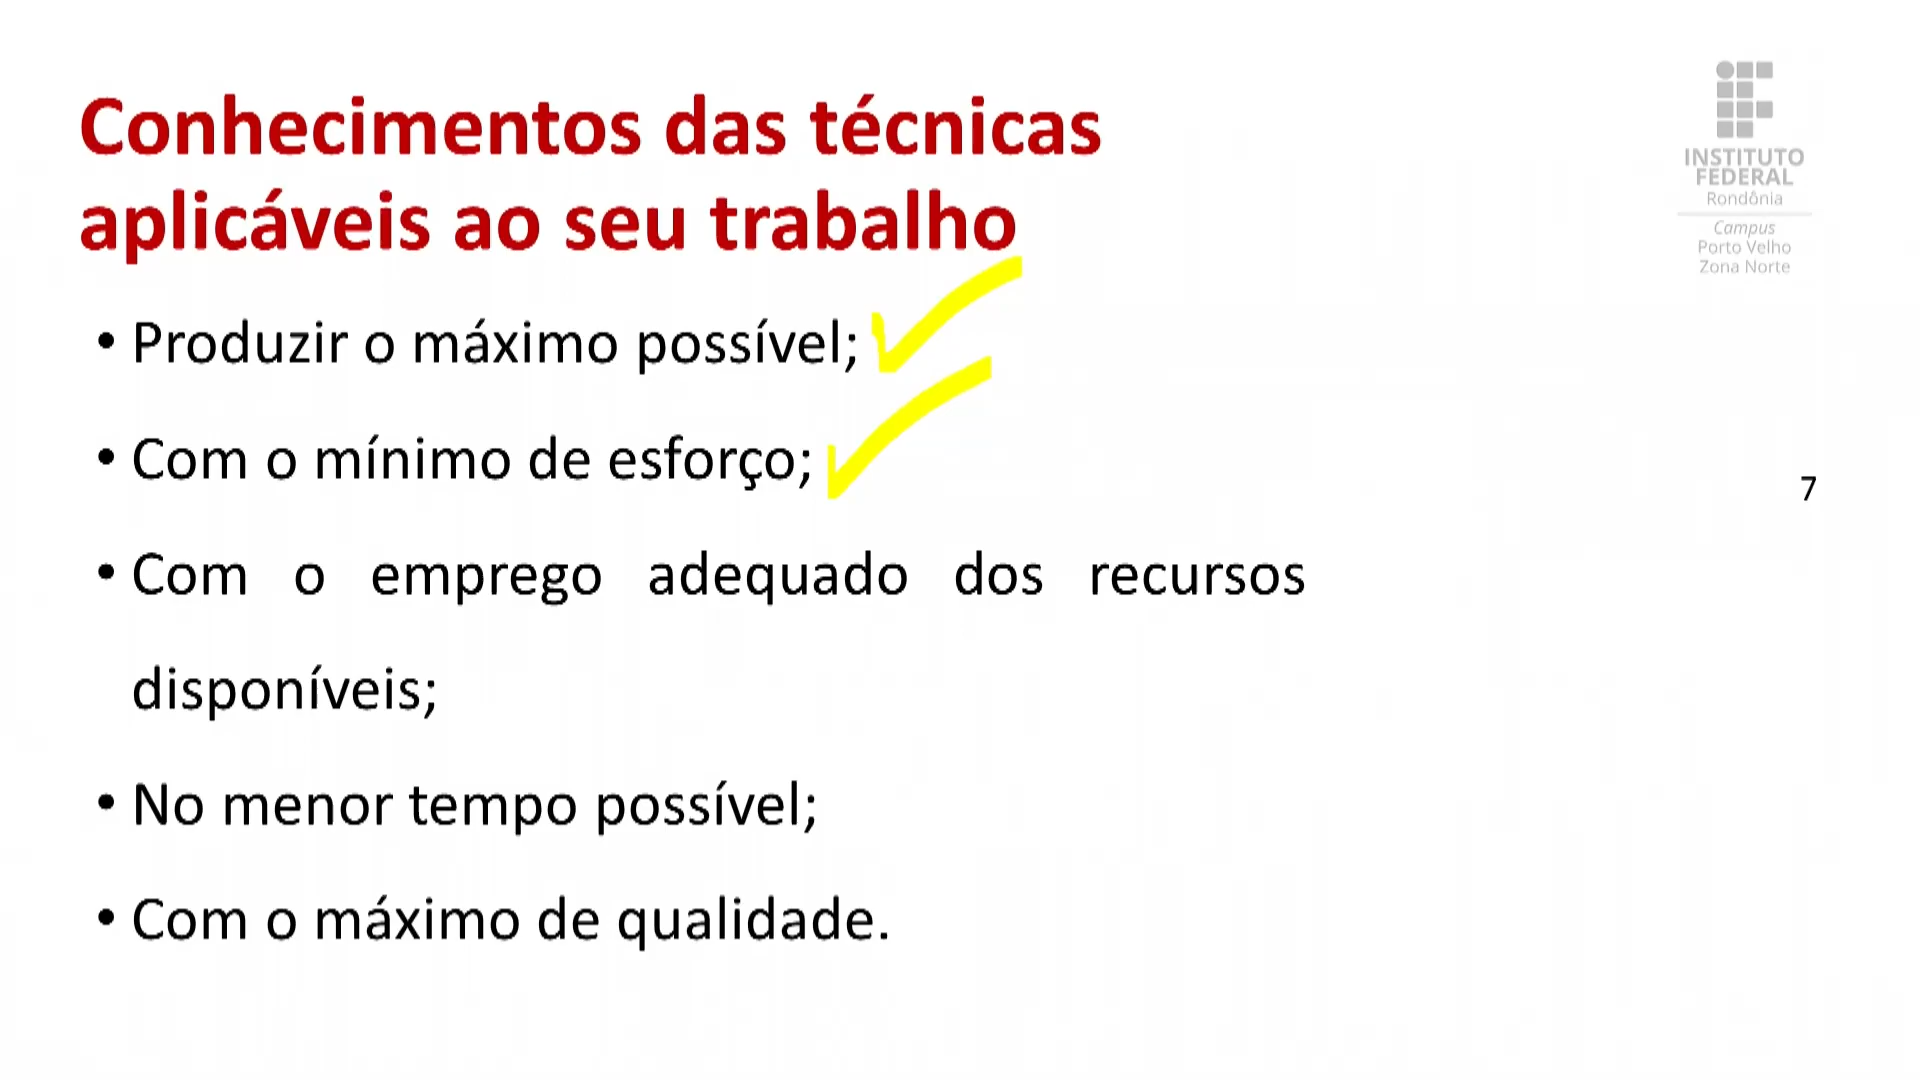 Conhecimentos das técnicas
aplicáveis ao seu trabalho
• Produzir o máximo possível;
• Com o mínimo de esforço;
• Com o emprego adequado dos recursos
disponíveis;
• No menor tempo possível;
• Com o máximo de qualidade.
INSTITUTO
FEDERAL
Rondônia
Campus
Porto Velho
Zona Norte
7